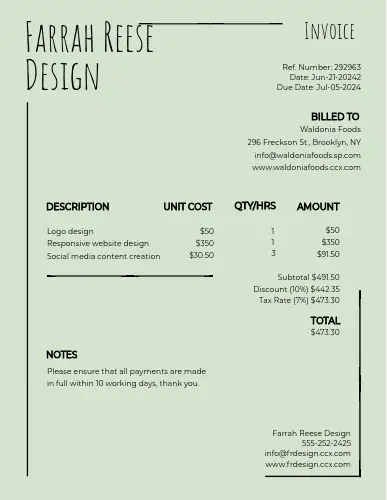 FARRAH REESE
DESIGN
INVOICE
Ref. Number: 292963
Date: Jun-21-20242
Due Date: Jul-05-2024
BILLED TO
Waldonia Foods
296 Freckson St., Brooklyn, NY
info@waldoniafoods.sp.com
www.waldoniafoods.ccx.com
DESCRIPTION UNIT COST QTY/HRS AMOUNT
Logo design $50 1 $50
Responsive website design $350 1 $350
Social media content creation $30.50 3 $91.50
Subtotal $491.50
Discount (10%) $442.35
Tax Rate (7%) $473.30
TOTAL
$473.30
NOTES
Please ensure that all payments are made
in full within 10 working days, thank you.
Farrah Reese Design
555-252-2425
info@frdesign.ccx.com
www.frdesign.ccx.com